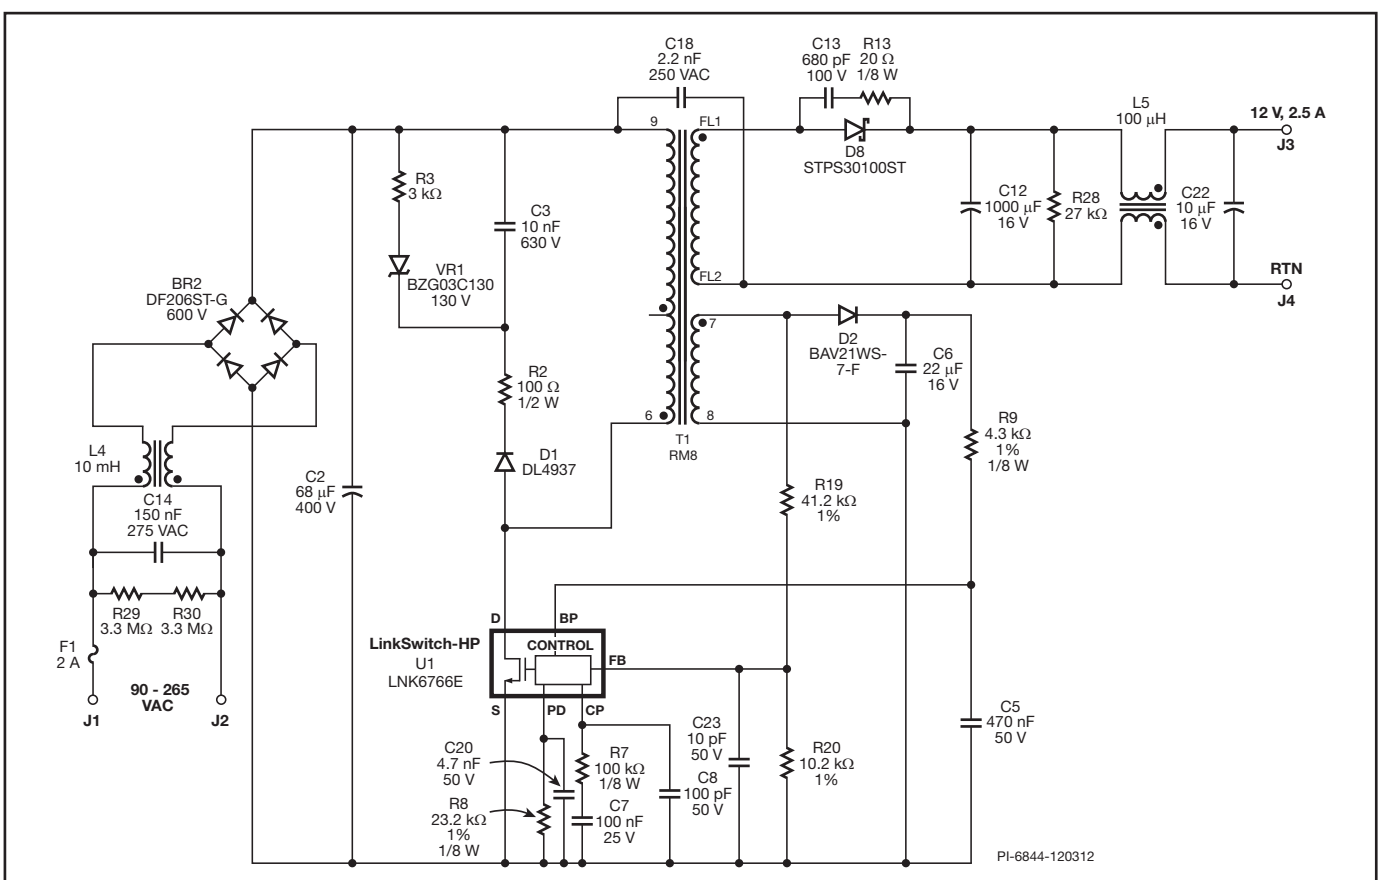 C18
2.2 nF
250 VAC
C13
680 pF
100 V
R13
20 Ω
1/8 W
L5
100 µH
12 V, 2.5 A
J3
9
FL1
D8
STPS30100ST
R3
3 kΩ
C3
10 nF
630 V
C12
1000 µF
16 V
R28
27 kΩ
C22
10 µF
16 V
VR1
BZG03C130
130 V
FL2
RTN
J4
BR2
DF206ST-G
600 V
7
D2
BAV21WS-
7-F
C6
22 µF
16 V
R2
100 Ω
1/2 W
6
8
T1
RM8
R9
4.3 kΩ
1%
1/8 W
L4
10 mH
D1
DL4937
C2
68 µF
400 V
R19
41.2 kΩ
1%
C14
150 nF
275 VAC
R29
3.3 MΩ
R30
3.3 MΩ
F1
2 A
90 - 265
VAC
J1
J2
D
BP
LinkSwitch-HP
U1
LNK6766E
CONTROL
FB
S
PD
CP
C20
4.7 nF
50 V
R7
100 kΩ
1/8 W
C23
10 pF
50 V
R20
10.2 kΩ
1%
C5
470 nF
50 V
R8
23.2 kΩ
1%
1/8 W
C7
100 nF
25 V
C8
100 pF
50 V
PI-6844-120312